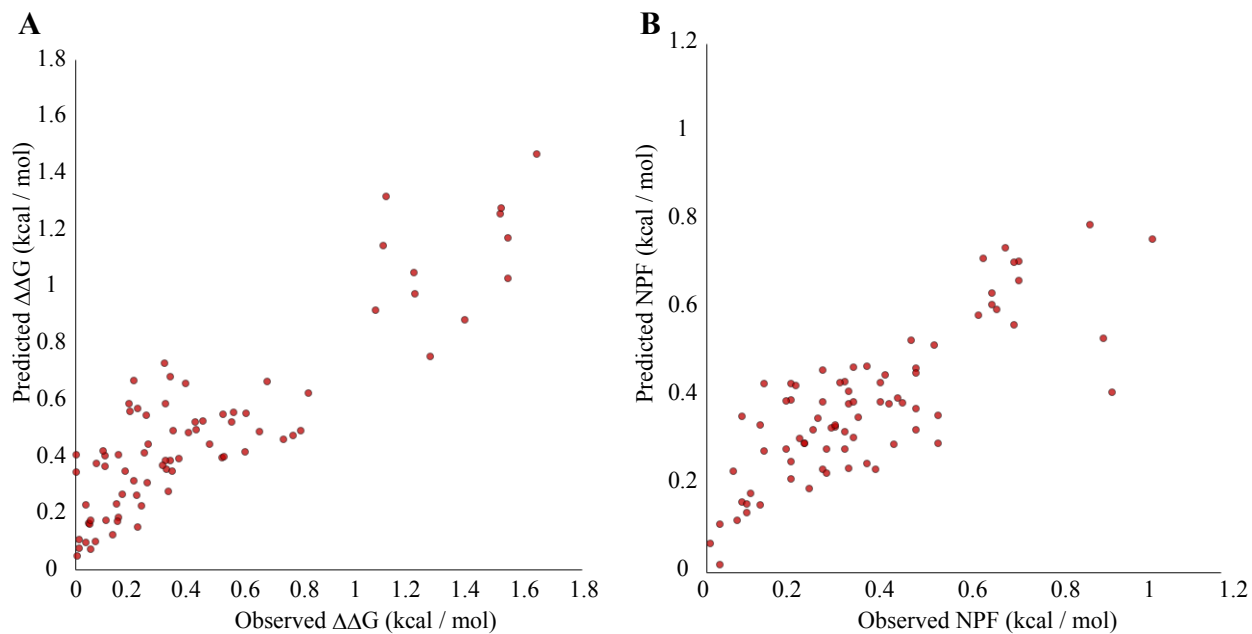 A
1.8
1.6
1.4
1.2
1
0.8
0.6
0.4
0.2
0
Predicted ΔΔG (kcal / mol)
0 0.2 0.4 0.6 0.8 1 1.2 1.4 1.6 1.8
Observed ΔΔG (kcal / mol)
B
1.2
1
0.8
0.6
0.4
0.2
0
Predicted NPF (kcal / mol)
0 0.2 0.4 0.6 0.8 1 1.2
Observed NPF (kcal / mol)